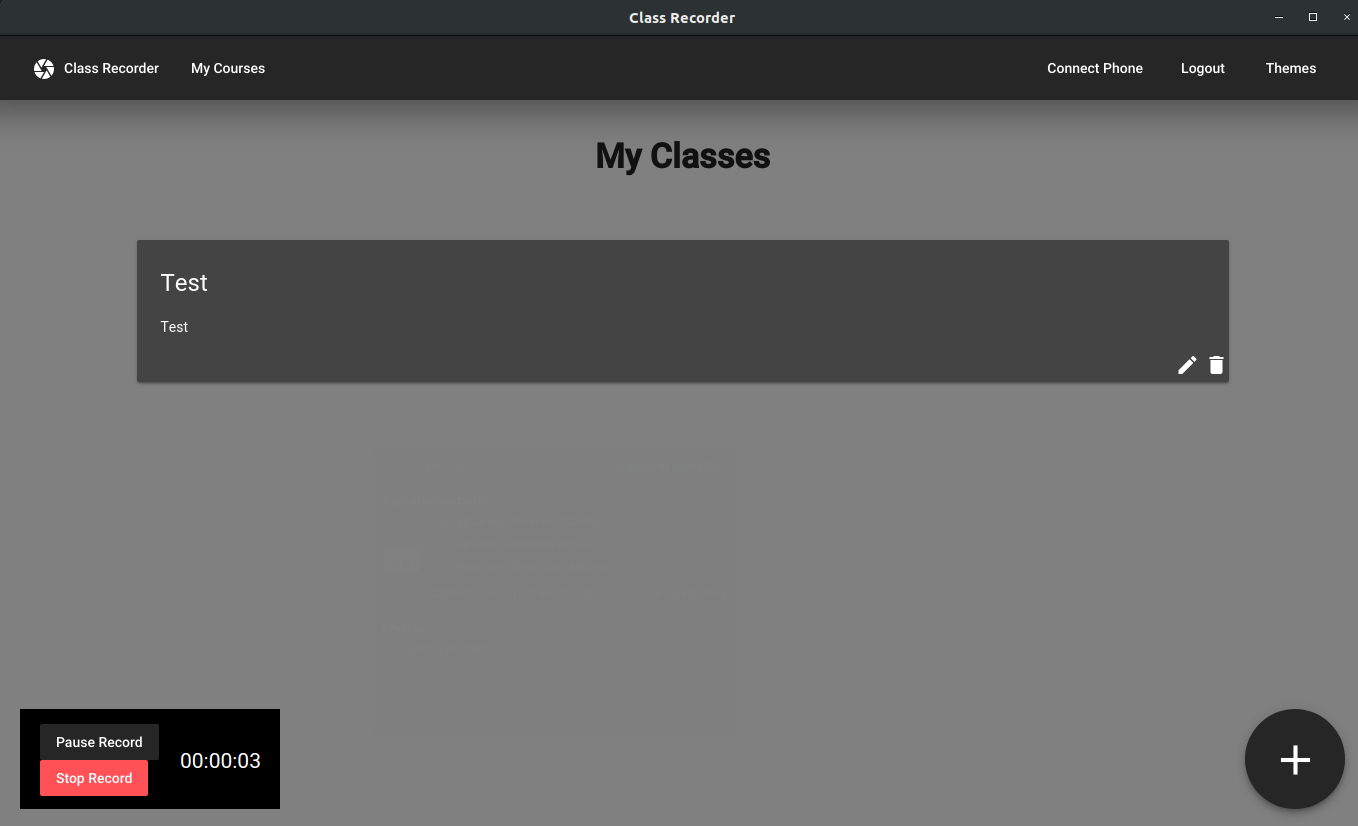 Class Recorder
Class Recorder My Courses Connect Phone Logout Themes
My Classes
Test
Test
Pause Record
00:00:03
Stop Record